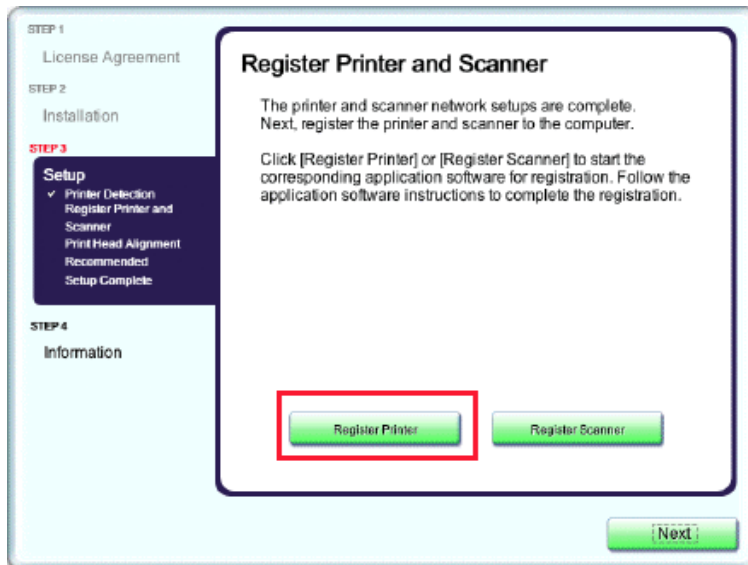 STEP 1
License Agreement
STEP 2
Installation
STEP 3
Setup
✓ Printer Detection
Register Printer and
Scanner
Print Head Alignment
Recommended
Setup Complete
STEP 4
Information
Register Printer and Scanner
The printer and scanner network setups are complete.
Next, register the printer and scanner to the computer.
Click [Register Printer] or [Register Scanner] to start the
corresponding application software for registration. Follow the
application software instructions to complete the registration.
Register Printer
Register Scanner
Next